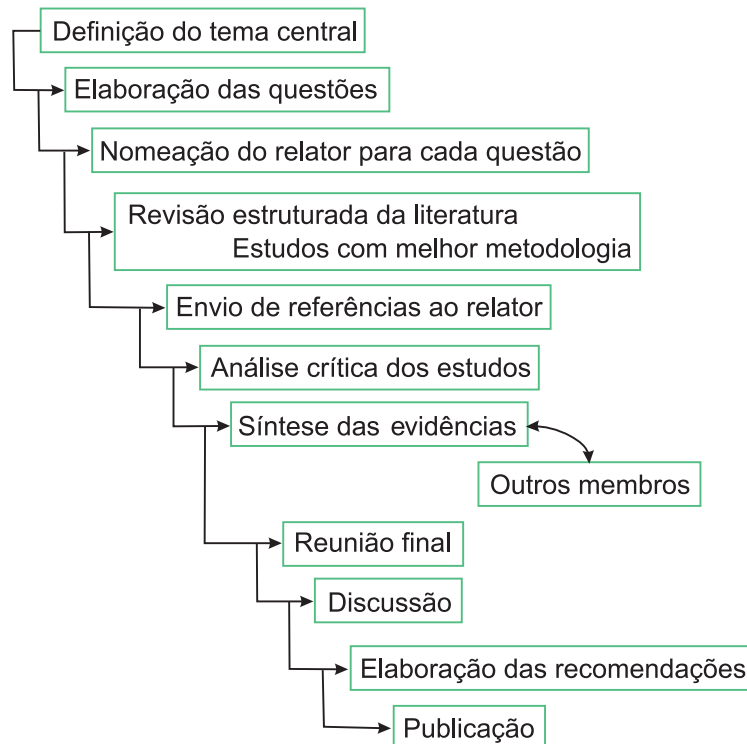 Definição do tema central
Elaboração das questões
Nomeação do relator para cada questão
Revisão estruturada da literatura
Estudos com melhor metodologia
Envio de referências ao relator
Análise crítica dos estudos
Síntese das evidências
Outros membros
Reunião final
Discussão
Elaboração das recomendações
Publicação